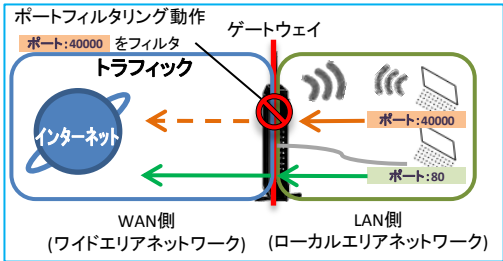 ポートフィルタリング動作
ポート:40000 をフィルタ
ゲートウェイ
トラフィック
インターネット
ポート:40000
ポート:80
WAN側
(ワイドエリアネットワーク)
LAN側
(ローカルエリアネットワーク)